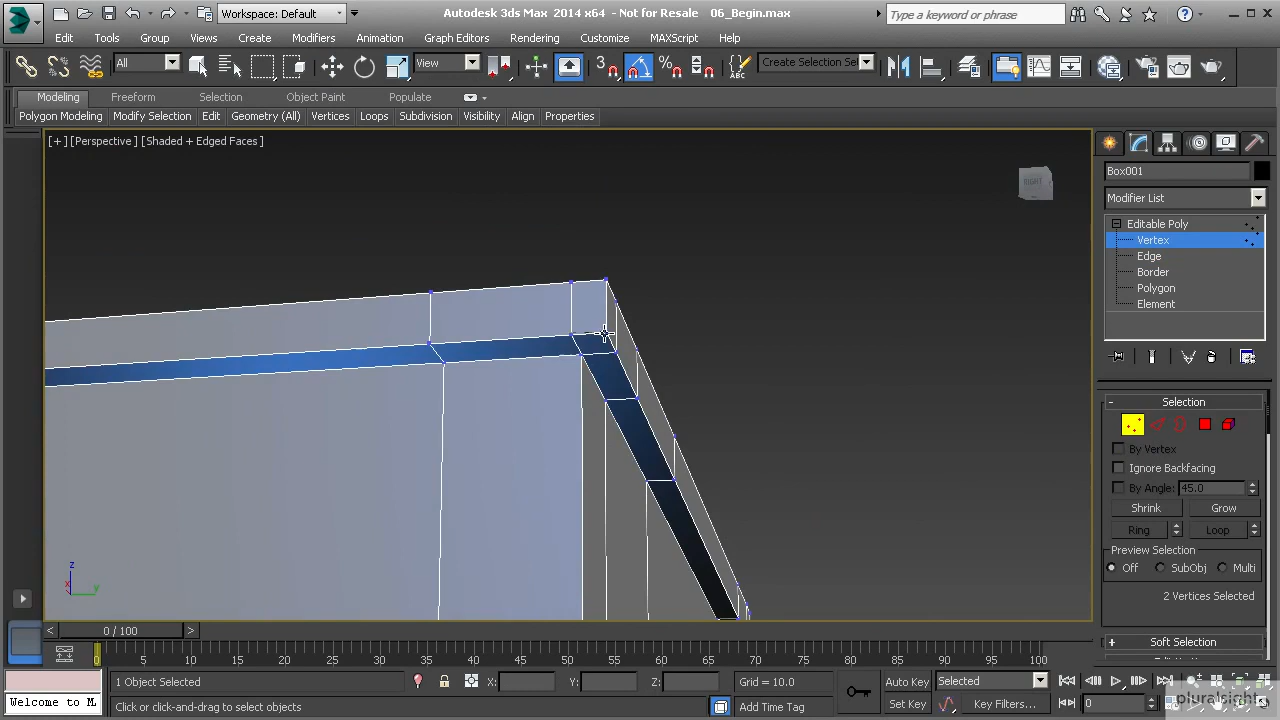 Workspace: Default
Autodesk 3ds Max 2014 x64 - Not for Resale 06_Begin.max
Type a keyword or phrase
Edit Tools Group Views Create Modifiers Animation Graph Editors Rendering Customize MAXScript Help
All View Create Selection Se
Modeling Freeform Selection Object Paint Populate
Polygon Modeling Modify Selection Edit Geometry (All) Vertices Loops Subdivision Visibility Align Properties
[+] [Perspective ] [Shaded + Edged Faces ]
RIGHT
Box001
Modifier List
Editable Poly
Vertex
Edge
Border
Polygon
Element
Selection
By Vertex
Ignore Backfacing
By Angle: 45.0
Shrink Grow
Ring Loop
Preview Selection
Off SubObj Multi
2 Vertices Selected
Soft Selection
z
x y
< 0 / 100 >
0 5 10 15 20 25 30 35 40 45 50 55 60 65 70 75 80 85 90 95 100
1 Object Selected X: Y: Z: Grid = 10.0 Auto Key Selected
Welcome to M Click or click-and-drag to select objects Add Time Tag Set Key Key Filters... 0
pluralsight